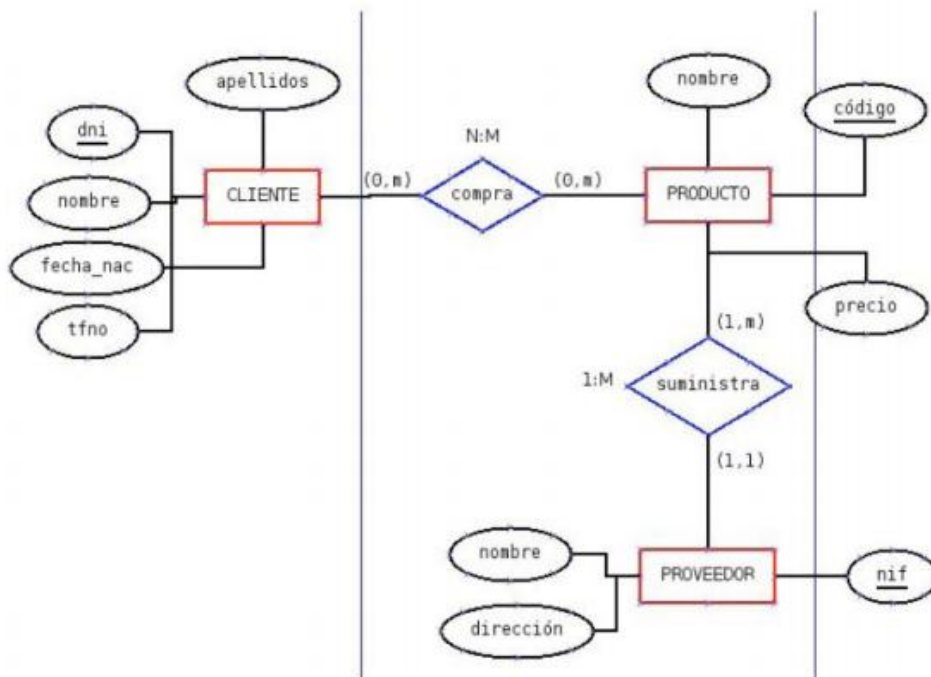 apellidos
nombre
dni
código
N:M
nombre
CLIENTE
(0,m)
compra
(0,m)
PRODUCTO
fecha_nac
tfno
precio
(1,m)
1:M
suministra
(1,1)
nombre
PROVEEDOR
nif
dirección